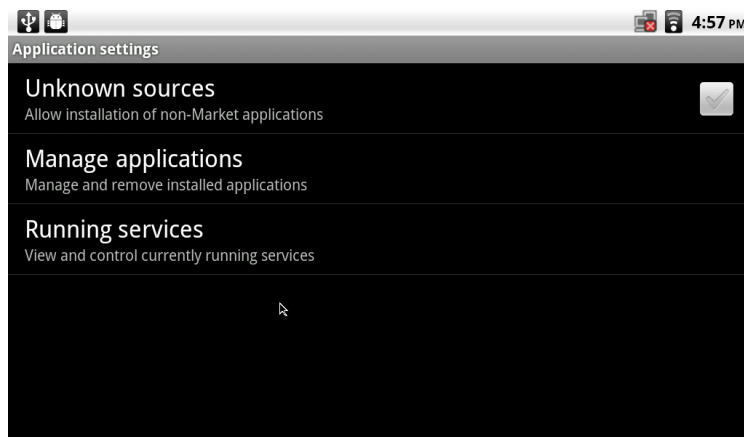 4:57 PM
Application settings
Unknown sources
Allow installation of non-Market applications
Manage applications
Manage and remove installed applications
Running services
View and control currently running services